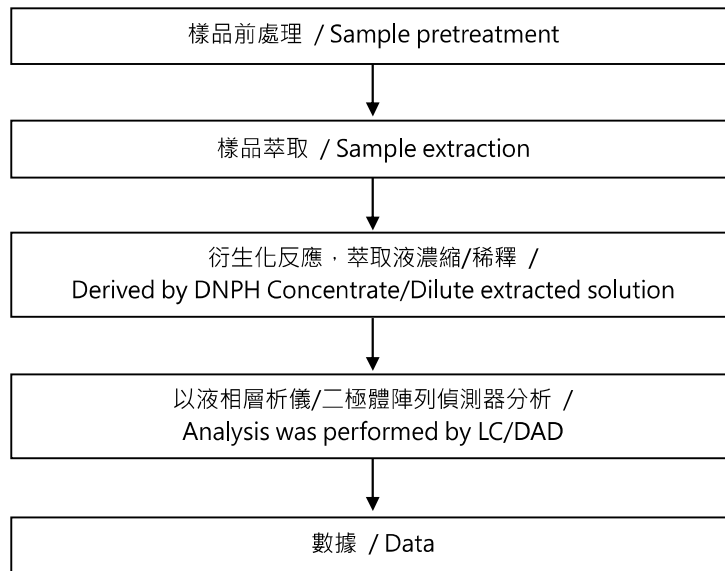 樣品前處理 / Sample pretreatment
樣品萃取 / Sample extraction
衍生化反應，萃取液濃縮/稀釋 /
Derived by DNPH Concentrate/Dilute extracted solution
以液相層析儀/二極體陣列偵測器分析 /
Analysis was performed by LC/DAD
數據 / Data